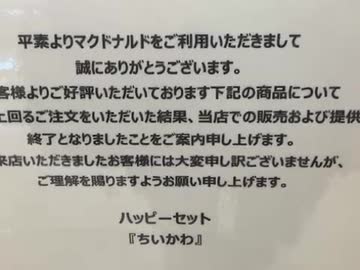 平素よりマクドナルドをご利用いただきまして
誠にありがとうございます。
客様よりご好評いただいております下記の商品について
上回るご注文をいただいた結果、当店での販売および提供
終了となりましたことをご案内申し上げます。
来店いただきましたお客様には大変申し訳ございませんが、
ご理解を賜りますようお願い申し上げます。
ハッピーセット
『ちいかわ』